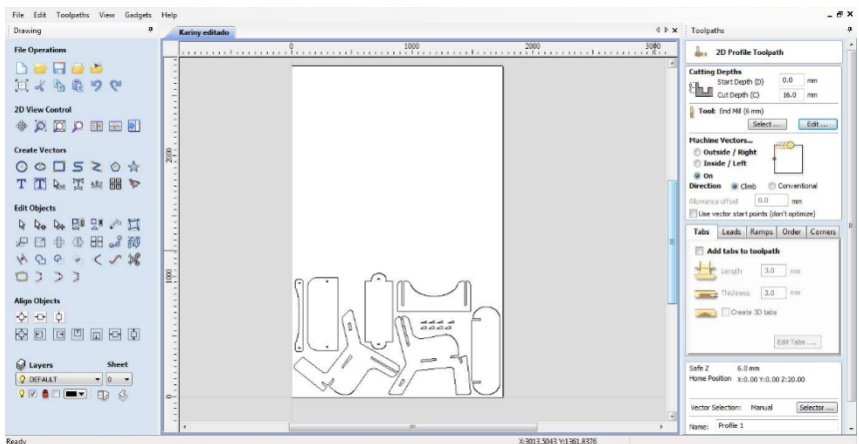 File Edit Toolpaths View Gadgets Help
Drawing
Kariny editado
Toolpaths
File Operations
2D View Control
Create Vectors
Edit Objects
Align Objects
Layers Sheet
DEFAULT 0
0 1000 2000 3000
2000
1000
0
2D Profile Toolpath
Cutting Depths
Start Depth (D) 0.0 mm
Cut Depth (C) 16.0 mm
Tool: End Mill (6 mm)
Select ... Edit ...
Machine Vectors...
Outside / Right
Inside / Left
On
Direction Climb Conventional
Allowance offset 0.0 mm
Use vector start points (don't optimize)
Tabs Leads Ramps Order Corners
Add tabs to toolpath
Length 3.0 mm
Thickness 3.0 mm
Create 3D tabs
Edit Tabs ...
Safe Z 6.0 mm
Home Position X:0.00 Y:0.00 Z:20.00
Vector Selection: Manual Selector ...
Name: Profile 1
Ready X:3013.5043 Y:1361.8376